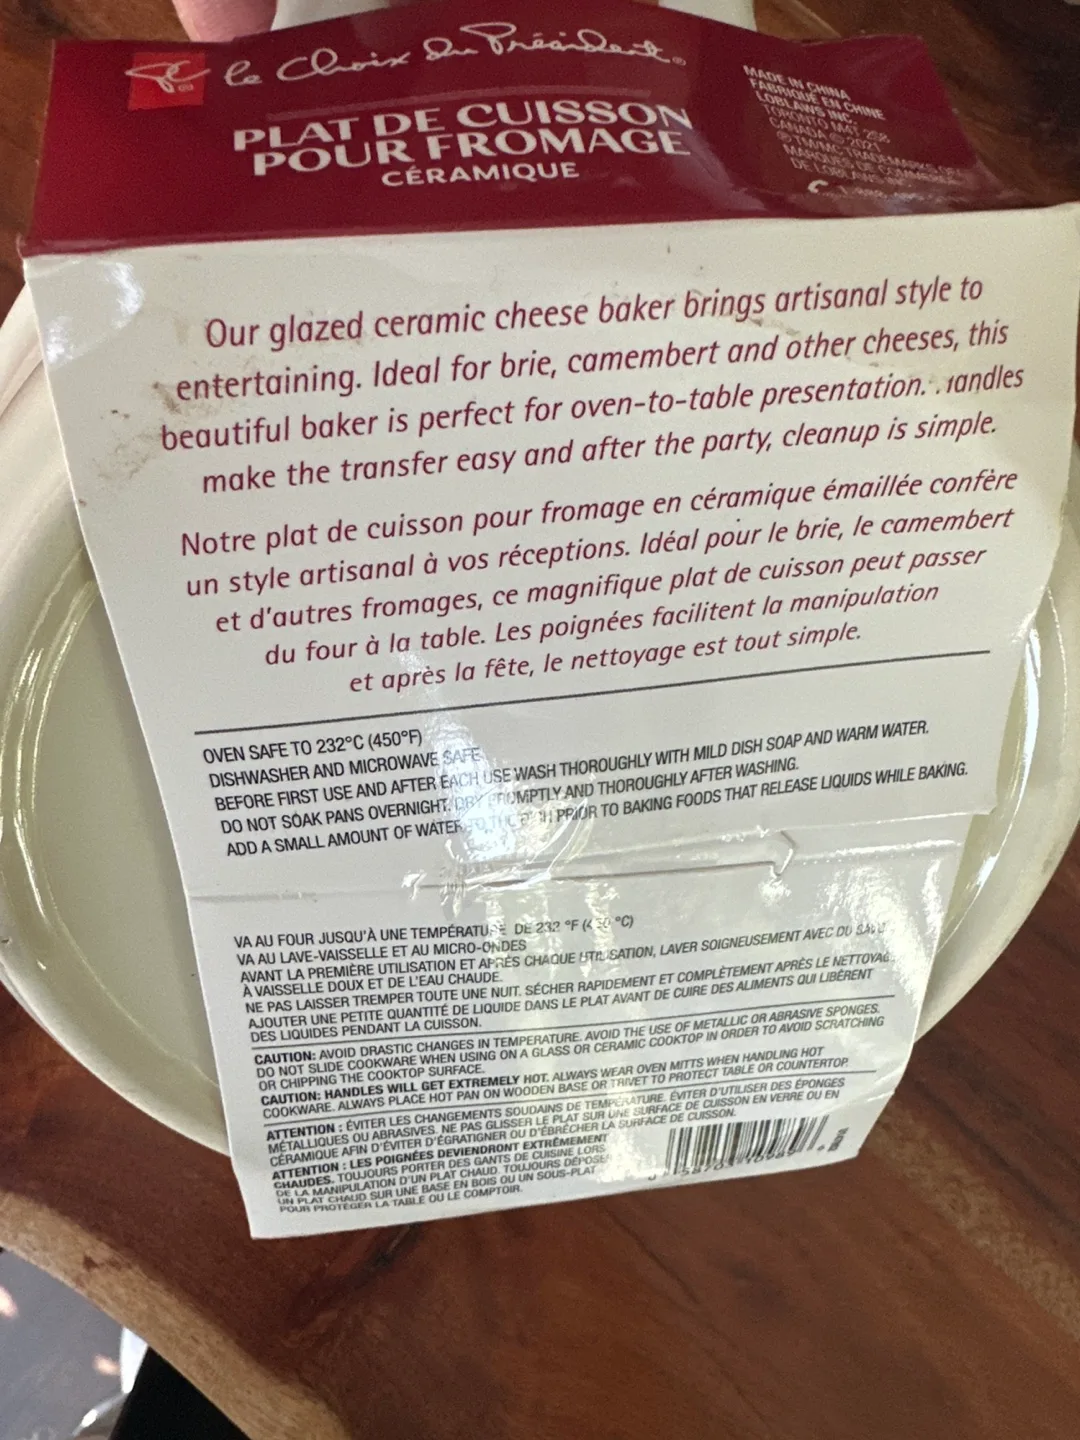 PC
le Choix du Président
PLAT DE CUISSON
POUR FROMAGE
CÉRAMIQUE
MADE IN CHINA
FABRIQUÉ EN CHINE
LOBLAWS INC.
TORONTO M4T 2S8
CANADA © 2021
®/TM/MC TRADEMARKS OF/
MARQUES DE COMMERCE
DE LOBLAWS INC.
Our glazed ceramic cheese baker brings artisanal style to
entertaining. Ideal for brie, camembert and other cheeses, this
beautiful baker is perfect for oven-to-table presentation. andles
make the transfer easy and after the party, cleanup is simple.
Notre plat de cuisson pour fromage en céramique émaillée confère
un style artisanal à vos réceptions. Idéal pour le brie, le camembert
et d'autres fromages, ce magnifique plat de cuisson peut passer
du four à la table. Les poignées facilitent la manipulation
et après la fête, le nettoyage est tout simple.
OVEN SAFE TO 232°C (450°F)
DISHWASHER AND MICROWAVE SAFE
BEFORE FIRST USE AND AFTER EACH USE WASH THOROUGHLY WITH MILD DISH SOAP AND WARM WATER.
DO NOT SOAK PANS OVERNIGHT. DRY PROMPTLY AND THOROUGHLY AFTER WASHING.
ADD A SMALL AMOUNT OF WATER TO THE DISH PRIOR TO BAKING FOODS THAT RELEASE LIQUIDS WHILE BAKING.
VA AU FOUR JUSQU'À UNE TEMPÉRATURE DE 232 °F (450 °C)
VA AU LAVE-VAISSELLE ET AU MICRO-ONDES
AVANT LA PREMIÈRE UTILISATION ET APRÈS CHAQUE UTILISATION, LAVER SOIGNEUSEMENT AVEC DU SAVON
À VAISSELLE DOUX ET DE L'EAU CHAUDE.
NE PAS LAISSER TREMPER TOUTE UNE NUIT. SÉCHER RAPIDEMENT ET COMPLÈTEMENT APRÈS LE NETTOYAG
AJOUTER UNE PETITE QUANTITÉ DE LIQUIDE DANS LE PLAT AVANT DE CUIRE DES ALIMENTS QUI LIBÈRENT
DES LIQUIDES PENDANT LA CUISSON.
CAUTION: AVOID DRASTIC CHANGES IN TEMPERATURE. AVOID THE USE OF METALLIC OR ABRASIVE SPONGES.
DO NOT SLIDE COOKWARE WHEN USING ON A GLASS OR CERAMIC COOKTOP IN ORDER TO AVOID SCRATCHING
OR CHIPPING THE COOKTOP SURFACE.
CAUTION: HANDLES WILL GET EXTREMELY HOT. ALWAYS WEAR OVEN MITTS WHEN HANDLING HOT
COOKWARE. ALWAYS PLACE HOT PAN ON WOODEN BASE OR TRIVET TO PROTECT TABLE OR COUNTERTOP.
ATTENTION : ÉVITER LES CHANGEMENTS SOUDAINS DE TEMPÉRATURE. ÉVITER D'UTILISER DES ÉPONGES
MÉTALLIQUES OU ABRASIVES. NE PAS GLISSER LE PLAT SUR UNE SURFACE DE CUISSON EN VERRE OU EN
CÉRAMIQUE AFIN D'ÉVITER D'ÉGRATIGNER OU D'ÉBRÉCHER LA SURFACE DE CUISSON.
ATTENTION : LES POIGNÉES DEVIENDRONT EXTRÊMEMENT
CHAUDES. TOUJOURS PORTER DES GANTS DE CUISINE LORS
DE LA MANIPULATION D'UN PLAT CHAUD. TOUJOURS DÉPOSER
UN PLAT CHAUD SUR UNE BASE EN BOIS OU UN SOUS-PLAT
POUR PROTÉGER LA TABLE OU LE COMPTOIR.